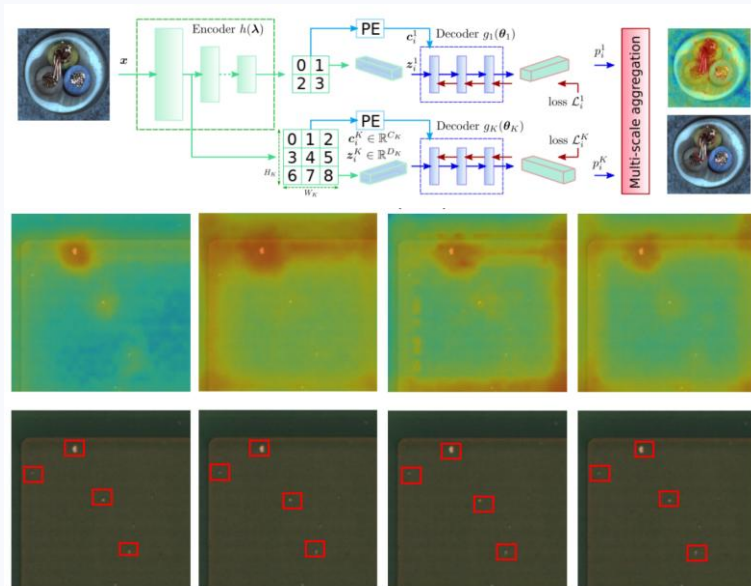 Encoder h(λ)
PE
c_i^1
Decoder g_1(θ_1)
x
0 1
2 3
z_i^1
p_i^1
loss ℒ_i^1
PE
Decoder g_K(θ_K)
0 1 2
3 4 5
6 7 8
H_K
W_K
c_i^K ∈ ℝ^{C_K}
z_i^K ∈ ℝ^{D_K}
loss ℒ_i^K
p_i^K
Multi-scale aggregation